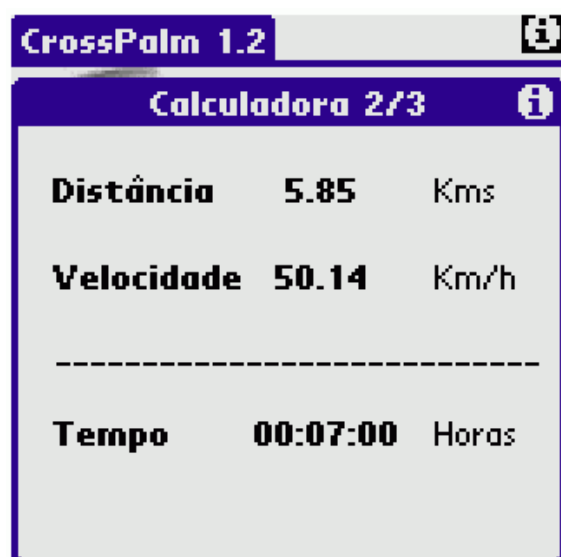 CrossPalm 1.2
Calculadora 2/3
Distância 5.85 Kms
Velocidade 50.14 Km/h
----------------------------
Tempo 00:07:00 Horas